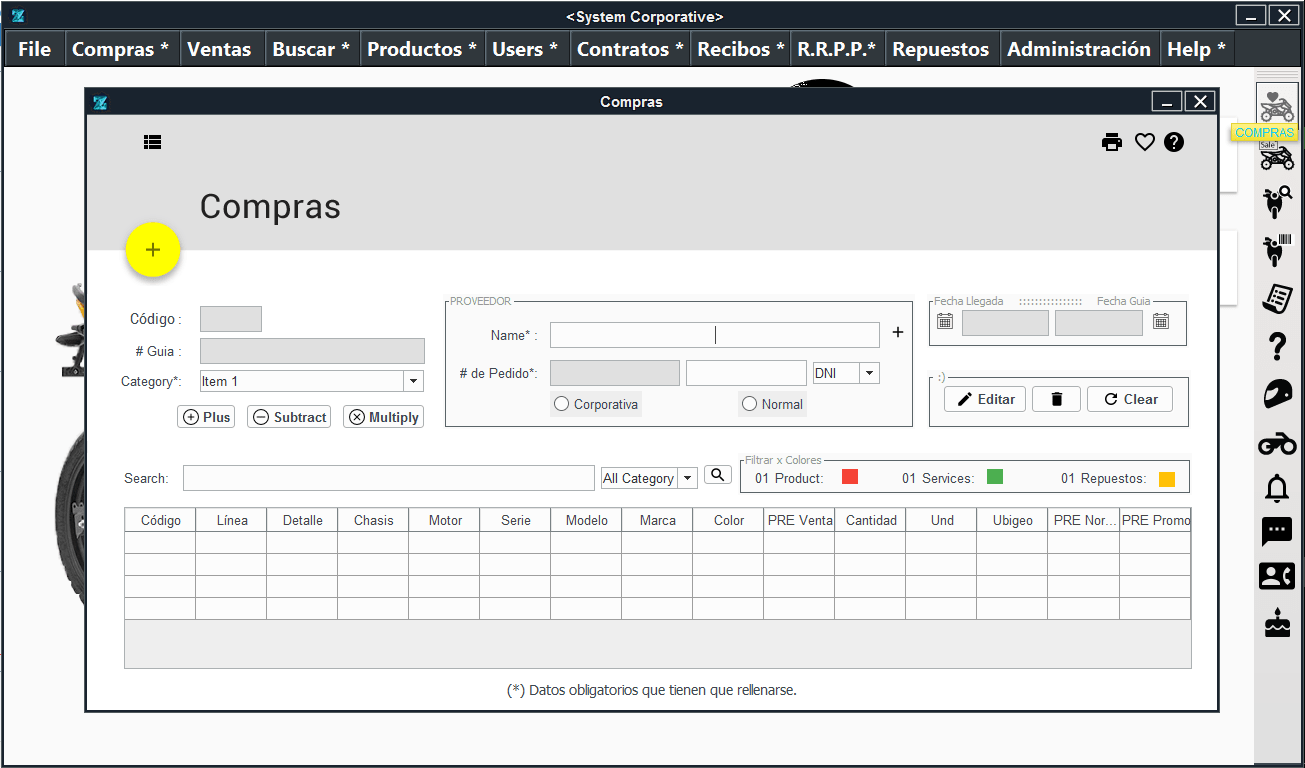 <System Corporative>
File Compras * Ventas Buscar * Productos * Users * Contratos * Recibos * R.R.P.P.* Repuestos Administración Help *
Compras
COMPRAS
Sale
Compras
PROVEEDOR
Fecha Llegada :::::::::::::::: Fecha Guia
Código :
Name* : +
# Guia :
# de Pedido*: DNI
Category*: Item 1
:)
Corporativa Normal
Editar Clear
Plus Subtract Multiply
Filtrar x Colores
Search: All Category 01 Product: 01 Services: 01 Repuestos:
Código Línea Detalle Chasis Motor Serie Modelo Marca Color PRE Venta Cantidad Und Ubigeo PRE Nor... PRE Promo
(*) Datos obligatorios que tienen que rellenarse.